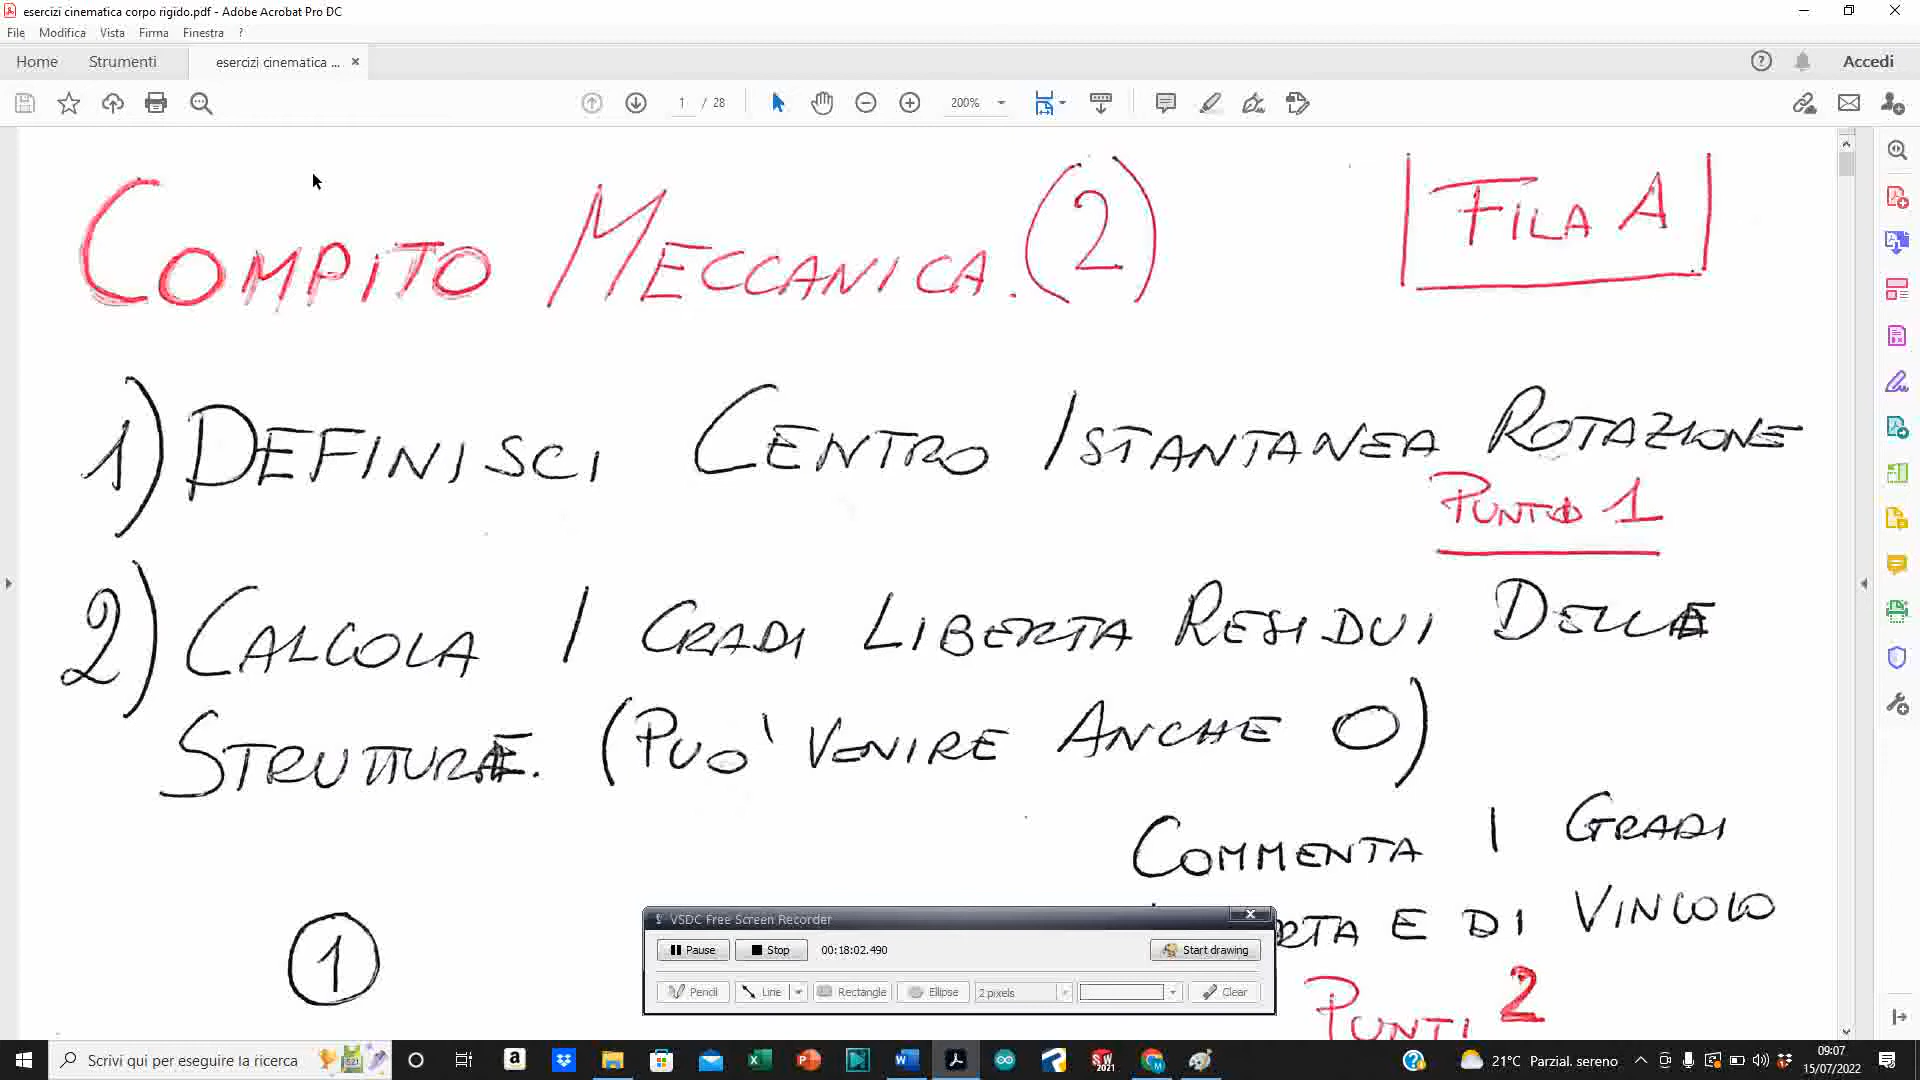 esercizi cinematica corpo rigido.pdf - Adobe Acrobat Pro DC
File Modifica Vista Firma Finestra ?
Home Strumenti esercizi cinematica ... × Accedi
1 / 28 200%
COMPITO MECCANICA. (2) FILA A
1) DEFINISCI CENTRO ISTANTANEA ROTAZIONE
PUNTO 1
2) CALCOLA I GRADI LIBERTA RESIDUI DELLE
STRUTTURE. (PUO' VENIRE ANCHE 0)
COMMENTA I GRADI
RTA E DI VINCOLO
1
PUNTI 2
VSDC Free Screen Recorder
Pause Stop 00:18:02.490 Start drawing
Pencil Line Rectangle Ellipse 2 pixels Clear
Scrivi qui per eseguire la ricerca
21°C Parzial. sereno
09:07
15/07/2022